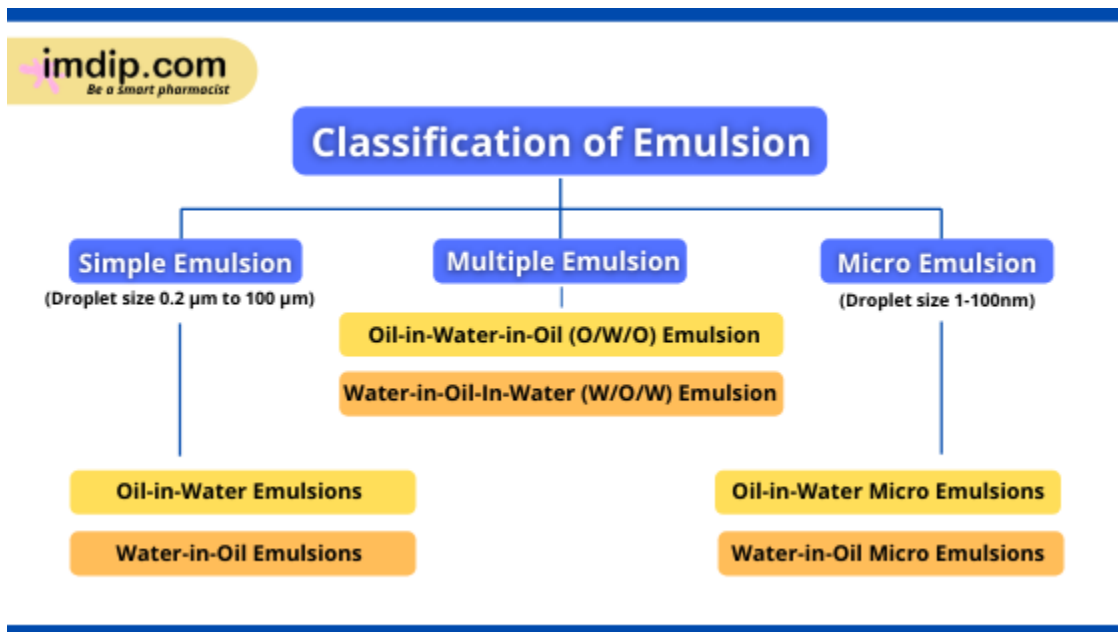 imdip.com
Be a smart pharmacist
Classification of Emulsion
Simple Emulsion
(Droplet size 0.2 μm to 100 μm)
Multiple Emulsion
Micro Emulsion
(Droplet size 1-100nm)
Oil-in-Water-in-Oil (O/W/O) Emulsion
Water-in-Oil-In-Water (W/O/W) Emulsion
Oil-in-Water Emulsions
Water-in-Oil Emulsions
Oil-in-Water Micro Emulsions
Water-in-Oil Micro Emulsions